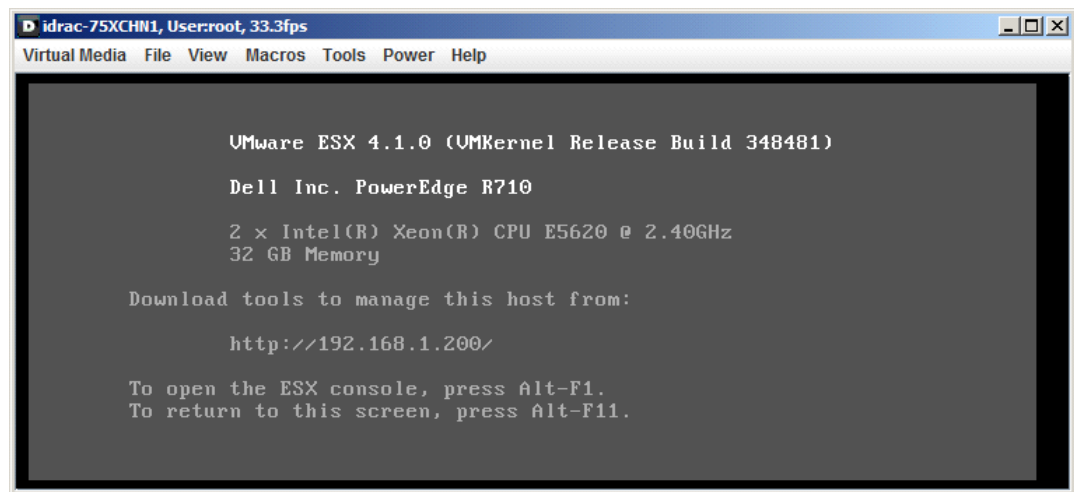 idrac-75XCHN1, User:root, 33.3fps
Virtual Media File View Macros Tools Power Help
VMware ESX 4.1.0 (VMKernel Release Build 348481)
Dell Inc. PowerEdge R710
2 x Intel(R) Xeon(R) CPU E5620 @ 2.40GHz
32 GB Memory
Download tools to manage this host from:
http://192.168.1.200/
To open the ESX console, press Alt-F1.
To return to this screen, press Alt-F11.